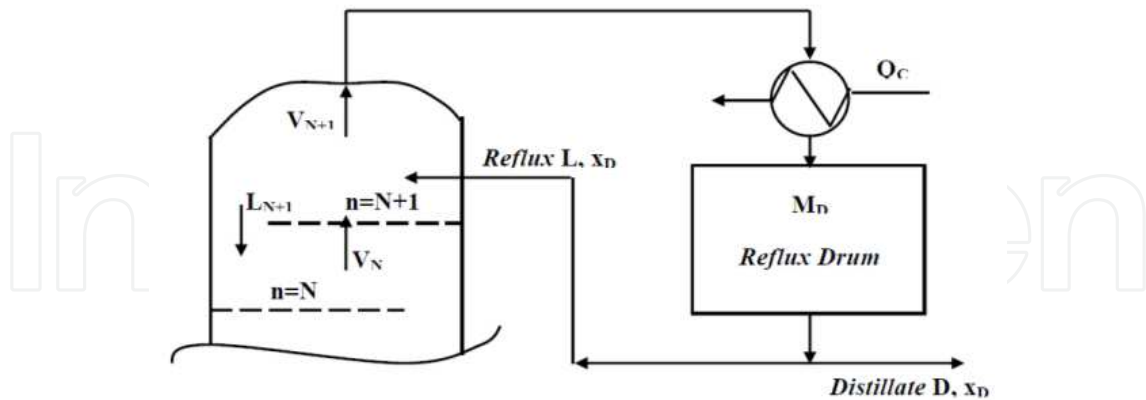 Q_C
V_{N+1}
Reflux L, x_D
L_{N+1}
n=N+1
M_D
Reflux Drum
V_N
n=N
Distillate D, x_D